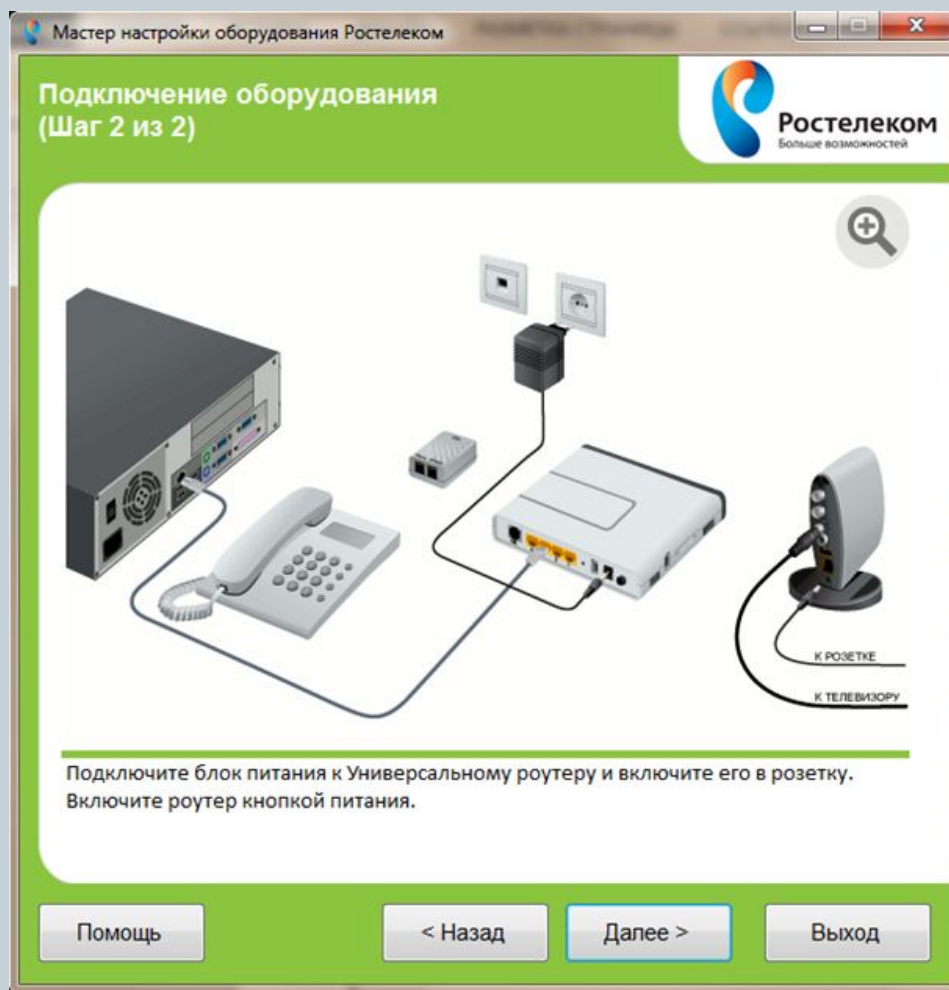 Мастер настройки оборудования Ростелеком
Подключение оборудования
(Шаг 2 из 2)
Ростелеком
Больше возможностей
К РОЗЕТКЕ
К ТЕЛЕВИЗОРУ
Подключите блок питания к Универсальному роутеру и включите его в розетку.
Включите роутер кнопкой питания.
Помощь
< Назад
Далее >
Выход